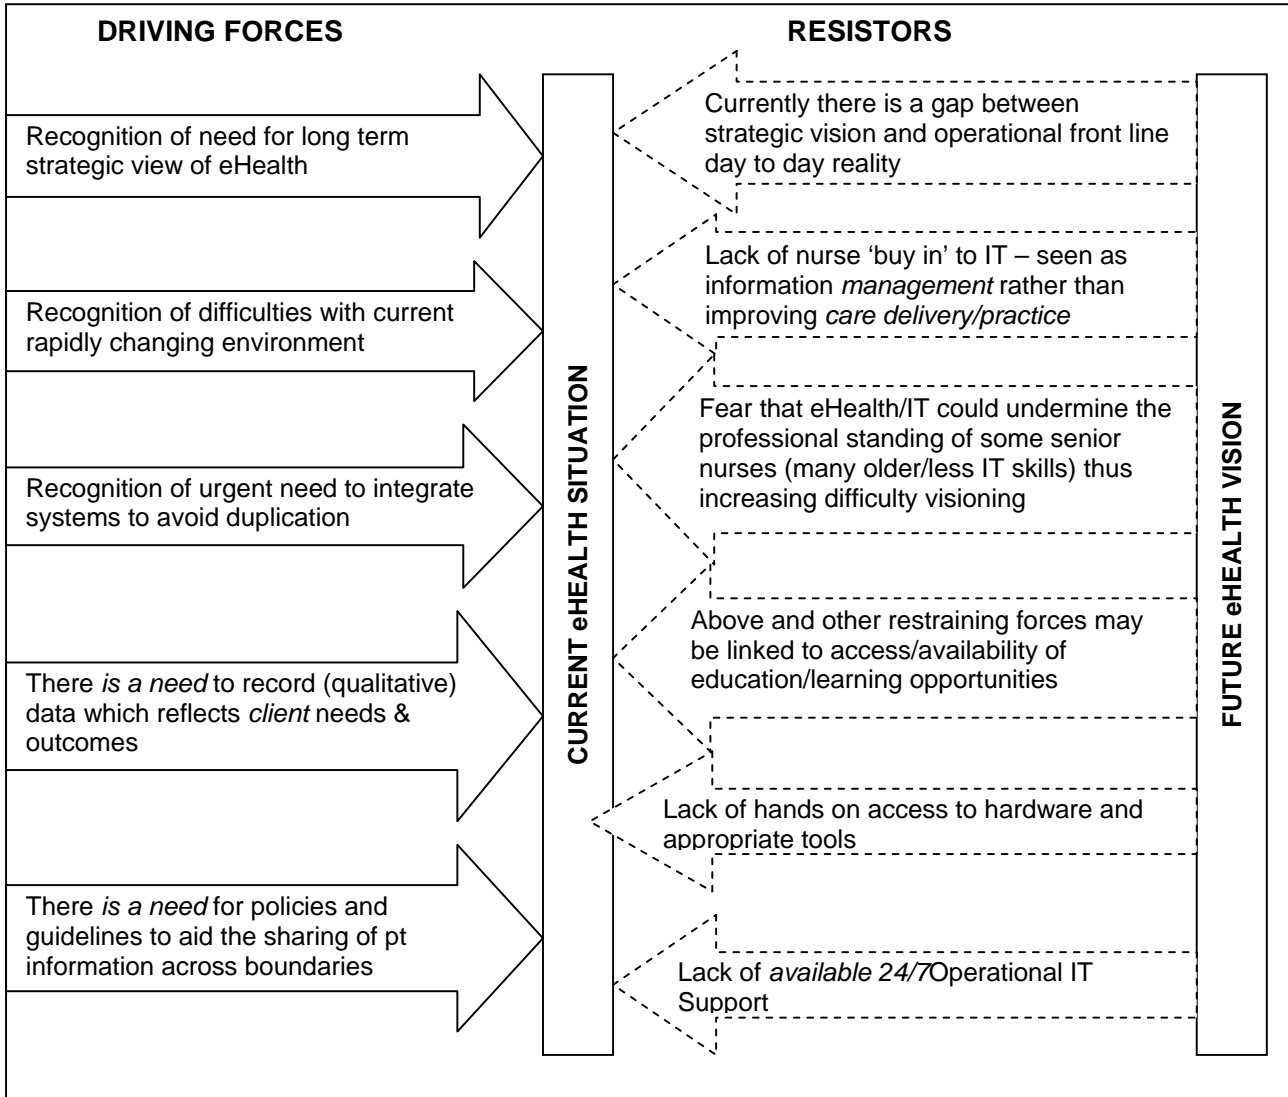 DRIVING FORCES
RESISTORS
Recognition of need for long term
strategic view of eHealth
Recognition of difficulties with current
rapidly changing environment
Recognition of urgent need to integrate
systems to avoid duplication
There is a need to record (qualitative)
data which reflects client needs &
outcomes
There is a need for policies and
guidelines to aid the sharing of pt
information across boundaries
CURRENT eHEALTH SITUATION
Currently there is a gap between
strategic vision and operational front line
day to day reality
Lack of nurse ‘buy in’ to IT – seen as
information management rather than
improving care delivery/practice
Fear that eHealth/IT could undermine the
professional standing of some senior
nurses (many older/less IT skills) thus
increasing difficulty visioning
Above and other restraining forces may
be linked to access/availability of
education/learning opportunities
Lack of hands on access to hardware and
appropriate tools
Lack of available 24/7Operational IT
Support
FUTURE eHEALTH VISION